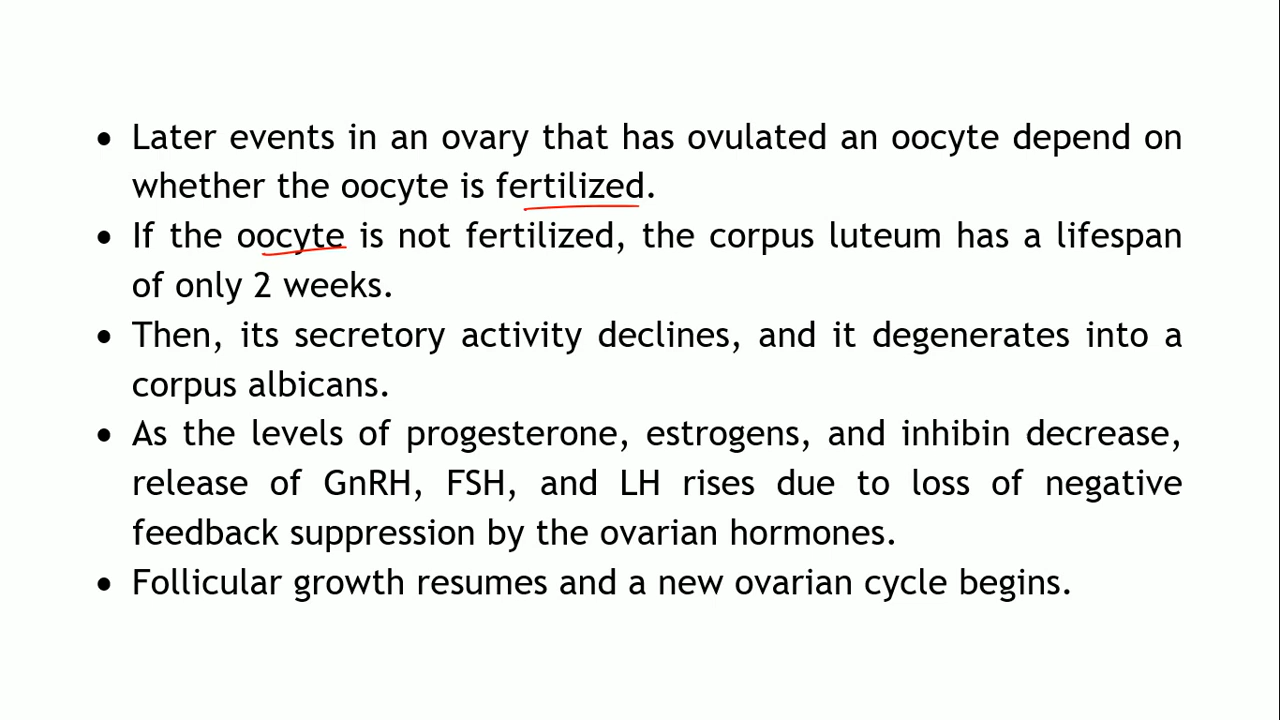 • Later events in an ovary that has ovulated an oocyte depend on
whether the oocyte is fertilized.
• If the oocyte is not fertilized, the corpus luteum has a lifespan
of only 2 weeks.
• Then, its secretory activity declines, and it degenerates into a
corpus albicans.
• As the levels of progesterone, estrogens, and inhibin decrease,
release of GnRH, FSH, and LH rises due to loss of negative
feedback suppression by the ovarian hormones.
• Follicular growth resumes and a new ovarian cycle begins.